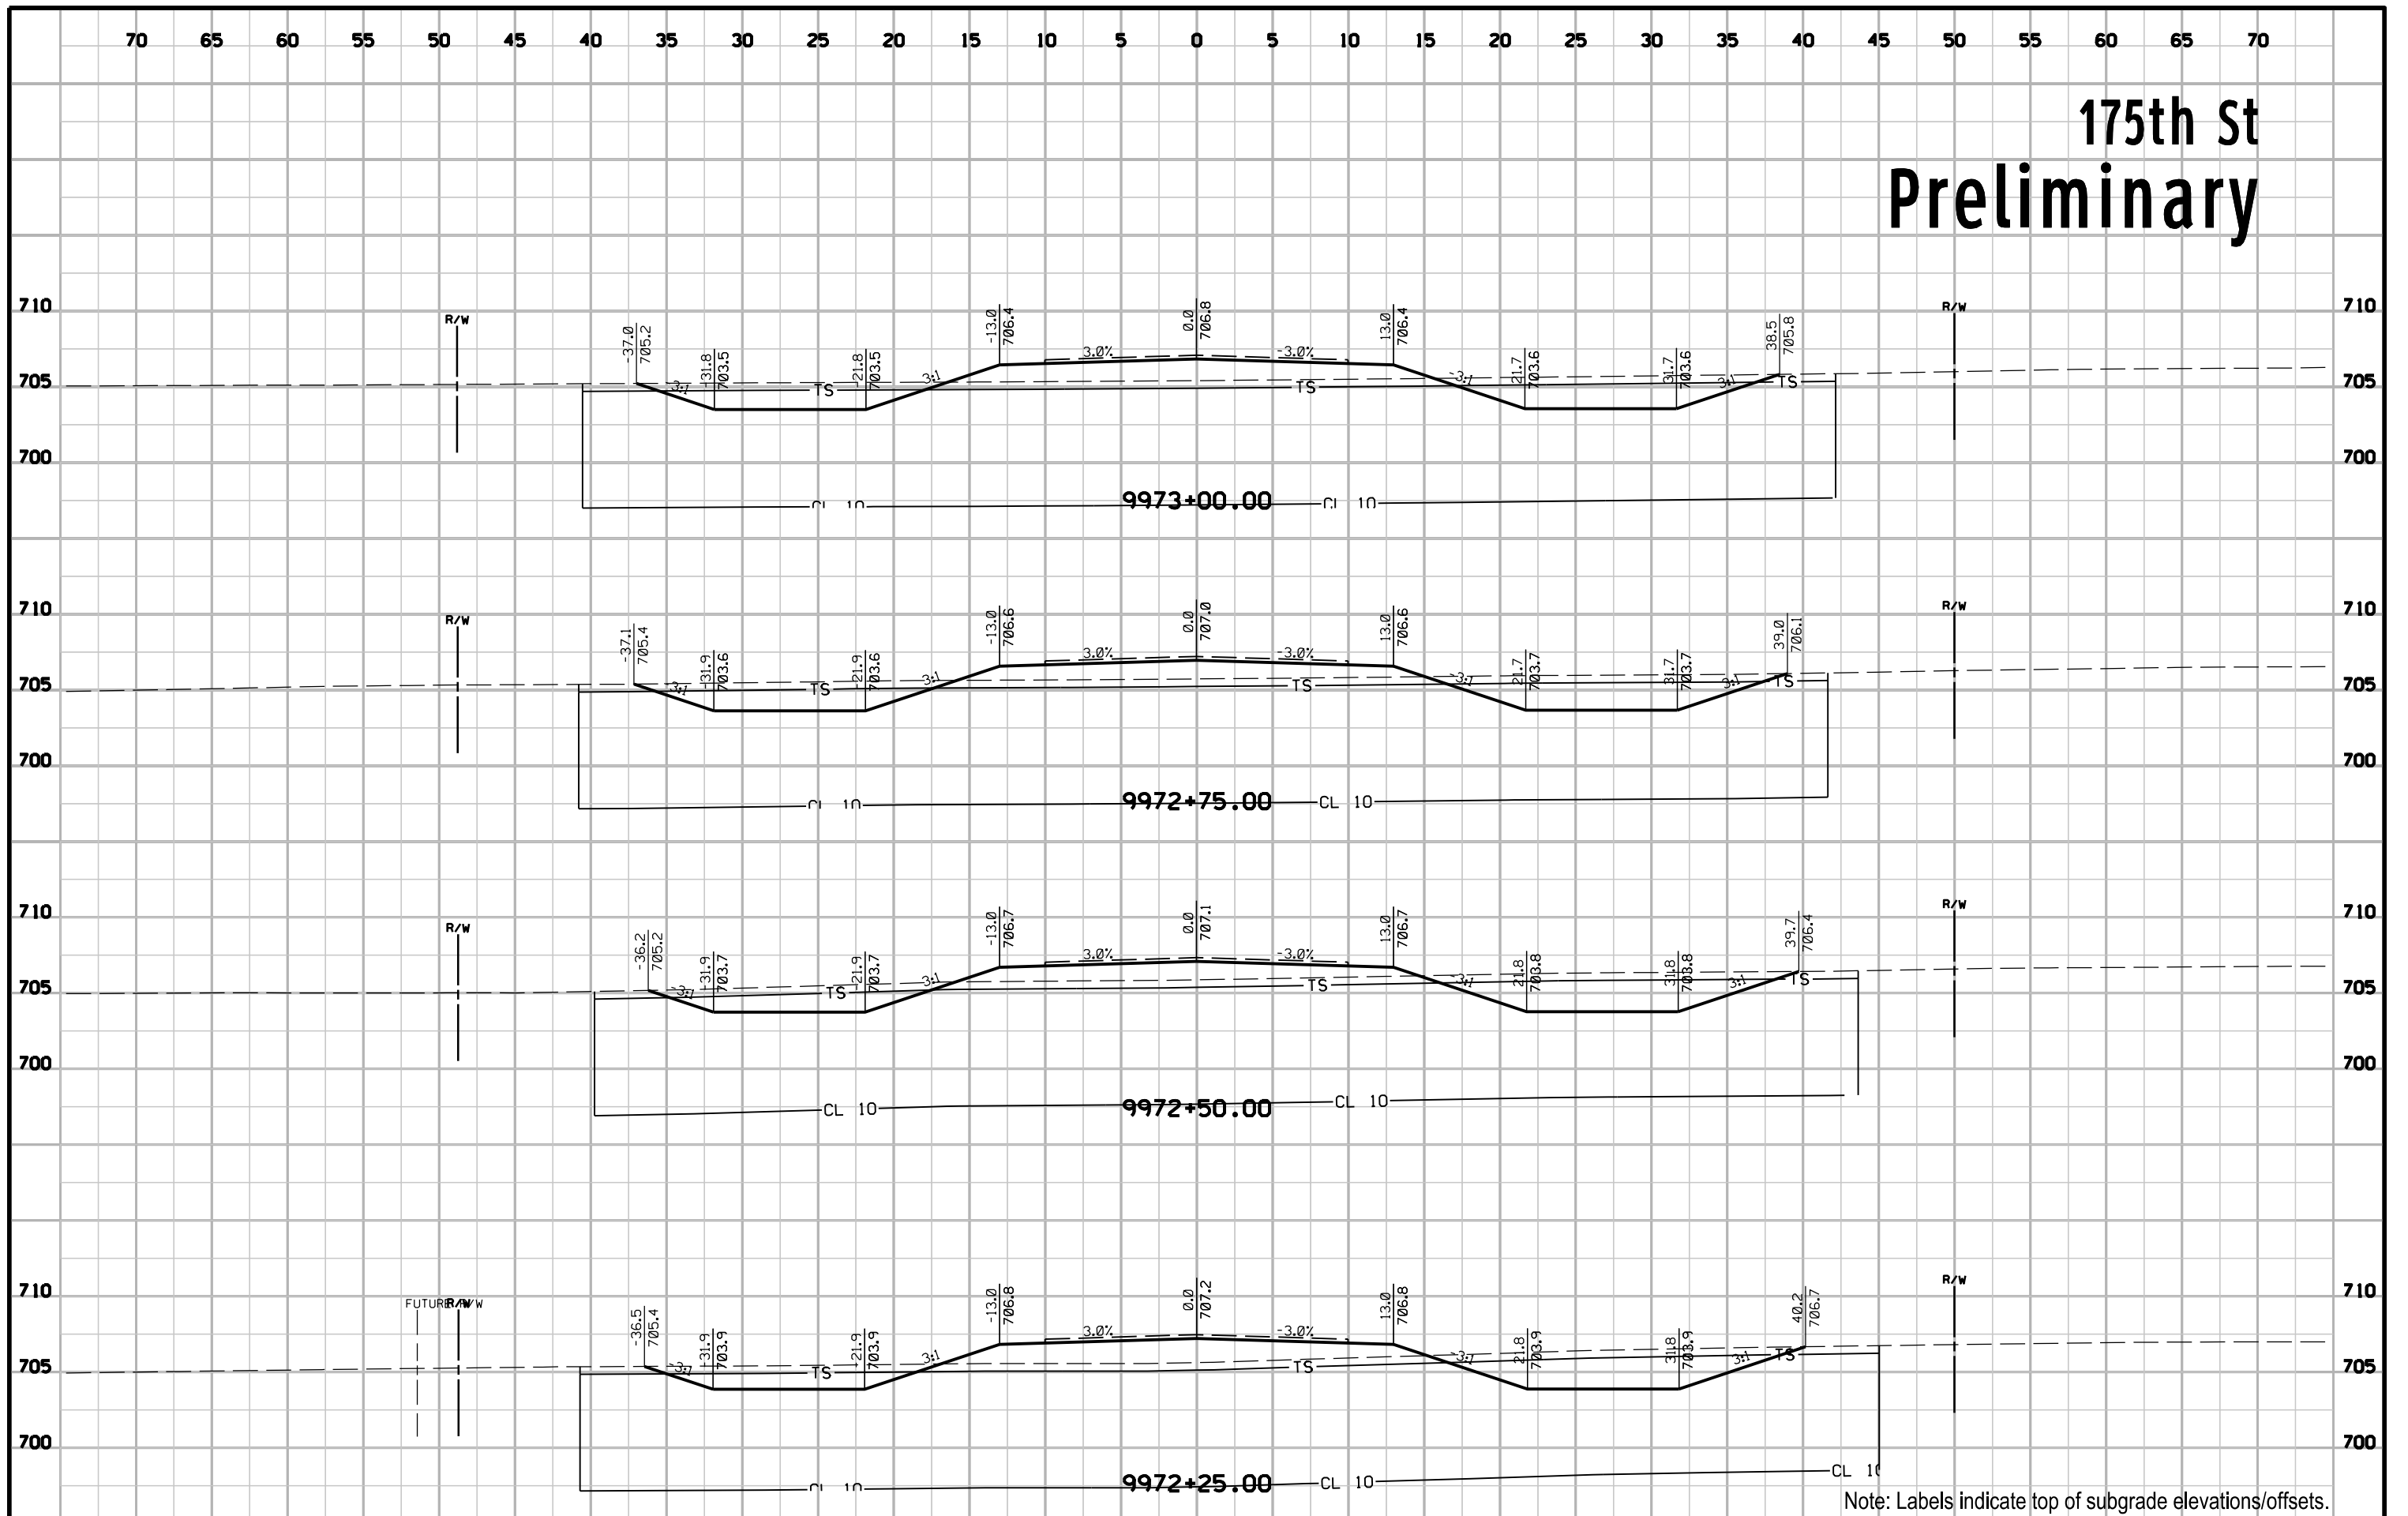 70 65 60 55 50 45 40 35 30 25 20 15 10 5 0 5 10 15 20 25 30 35 40 45 50 55 60 65 70
175th St
Preliminary
710 710
R/W R/W
-37.0 705.2 -31.8 703.5 -21.8 703.5 -13.0 706.4 0.0 706.8 13.0 706.4 21.7 703.6 31.7 703.6 38.5 705.8
3.0% -3.0%
705 705
-3:1 TS 3:1 TS -3:1 3:1 TS
700 700
CL 10 9973+00.00 CL 10
710 710
R/W R/W
-37.1 705.4 -31.9 703.6 -21.9 703.6 -13.0 706.6 0.0 707.0 13.0 706.6 21.7 703.7 31.7 703.7 39.0 706.1
3.0% -3.0%
705 705
-3:1 TS 3:1 TS -3:1 3:1 TS
700 700
CL 10 9972+75.00 CL 10
710 710
R/W R/W
-36.2 705.2 -31.9 703.7 -21.9 703.7 -13.0 706.7 0.0 707.1 13.0 706.7 21.8 703.8 31.8 703.8 39.7 706.4
3.0% -3.0%
705 705
-3:1 TS 3:1 TS -3:1 3:1 TS
700 700
CL 10 9972+50.00 CL 10
710 710
FUTURE R/W R/W R/W
-36.5 705.4 -31.9 703.9 -21.9 703.9 -13.0 706.8 0.0 707.2 13.0 706.8 21.8 703.9 31.8 703.9 40.2 706.7
3.0% -3.0%
705 705
-3:1 TS 3:1 TS -3:1 3:1 TS
700 700
CL 10 9972+25.00 CL 10 CL 10
Note: Labels indicate top of subgrade elevations/offsets.